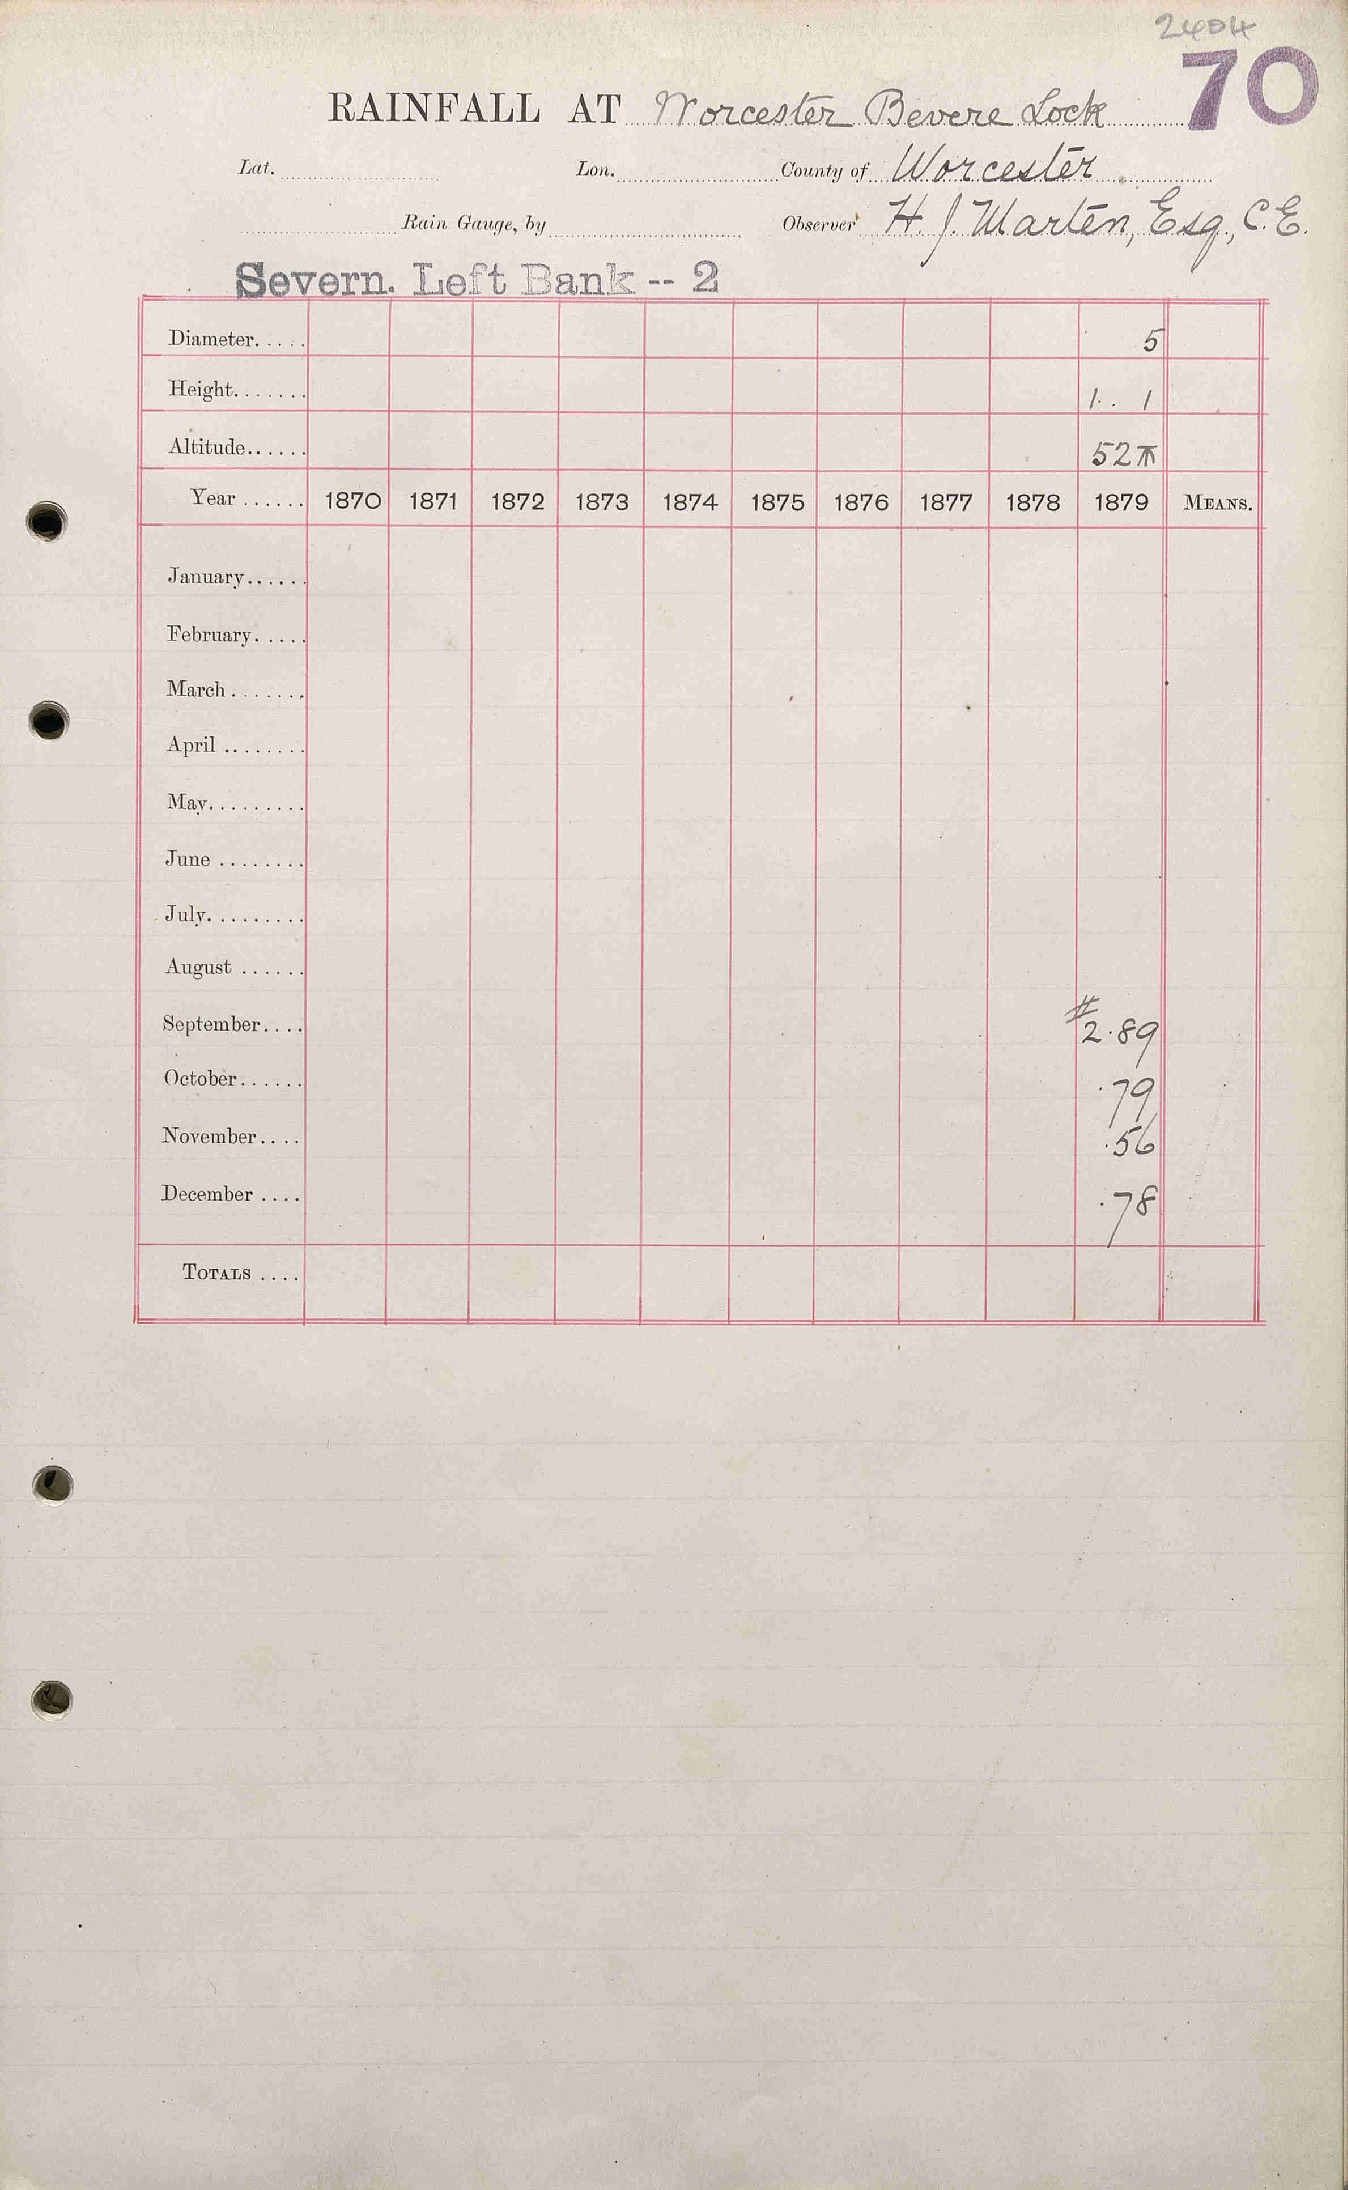 2404
70
RAINFALL AT Worcester Bevere Lock
Lat. Lon. County of Worcester
Rain Gauge, by Observer H. J. Marten, Esq., C.E.
Severn. Left Bank -- 2
Diameter..... 5
Height....... 1. . 1
Altitude...... 52
Year ...... 1870 1871 1872 1873 1874 1875 1876 1877 1878 1879 MEANS.
January......
February.....
March .......
April ........
May.........
June ........
July.........
August ......
September.... # 2.89
October...... .79
November.... .56
December .... .78
TOTALS ....